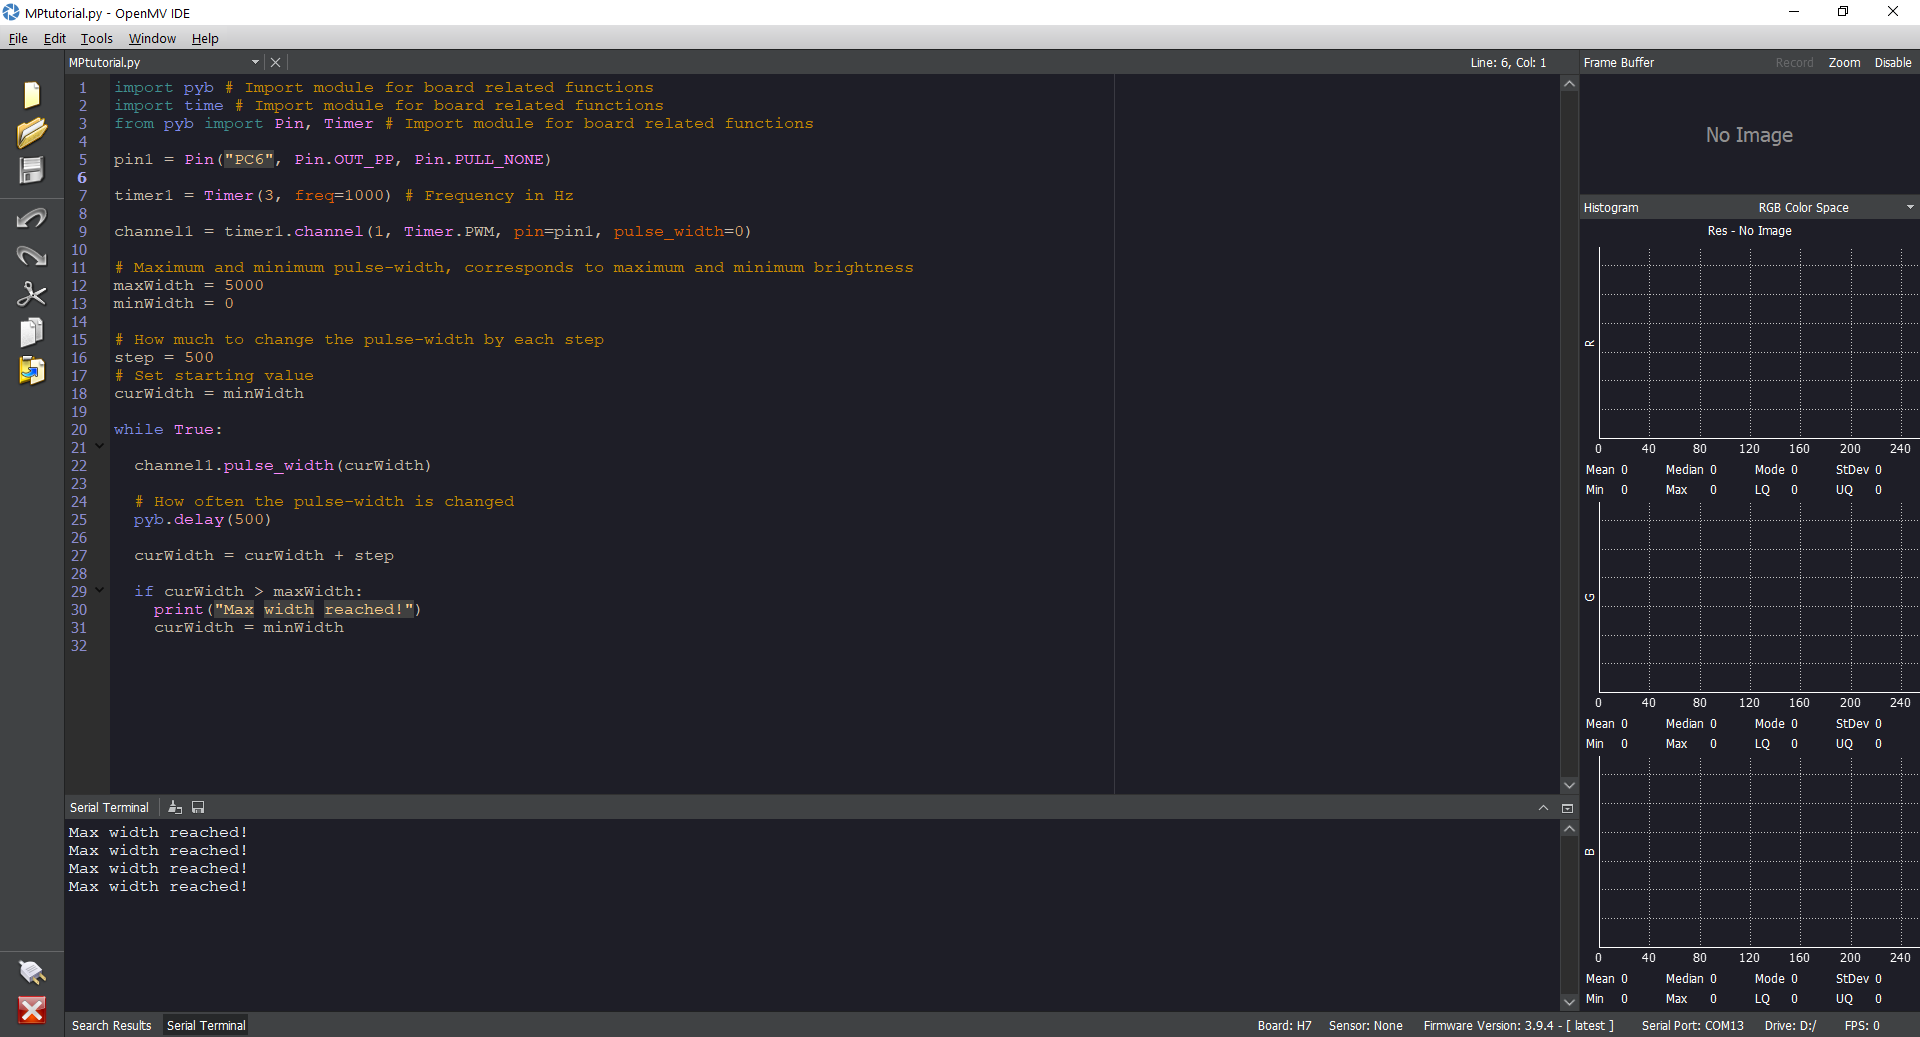 MPtutorial.py - OpenMV IDE
File Edit Tools Window Help
MPtutorial.py
Line: 6, Col: 1
Frame Buffer
Record Zoom Disable
1 import pyb # Import module for board related functions
2 import time # Import module for board related functions
3 from pyb import Pin, Timer # Import module for board related functions
4
5 pin1 = Pin("PC6", Pin.OUT_PP, Pin.PULL_NONE)
6
7 timer1 = Timer(3, freq=1000) # Frequency in Hz
8
9 channel1 = timer1.channel(1, Timer.PWM, pin=pin1, pulse_width=0)
10
11 # Maximum and minimum pulse-width, corresponds to maximum and minimum brightness
12 maxWidth = 5000
13 minWidth = 0
14
15 # How much to change the pulse-width by each step
16 step = 500
17 # Set starting value
18 curWidth = minWidth
19
20 while True:
21
22 channel1.pulse_width(curWidth)
23
24 # How often the pulse-width is changed
25 pyb.delay(500)
26
27 curWidth = curWidth + step
28
29 if curWidth > maxWidth:
30 print("Max width reached!")
31 curWidth = minWidth
32
No Image
Histogram
RGB Color Space
Res - No Image
R
0 40 80 120 160 200 240
Mean 0 Median 0 Mode 0 StDev 0
Min 0 Max 0 LQ 0 UQ 0
G
0 40 80 120 160 200 240
Mean 0 Median 0 Mode 0 StDev 0
Min 0 Max 0 LQ 0 UQ 0
B
0 40 80 120 160 200 240
Mean 0 Median 0 Mode 0 StDev 0
Min 0 Max 0 LQ 0 UQ 0
Serial Terminal
Max width reached!
Max width reached!
Max width reached!
Max width reached!
Search Results Serial Terminal
Board: H7 Sensor: None Firmware Version: 3.9.4 - [ latest ] Serial Port: COM13 Drive: D:/ FPS: 0